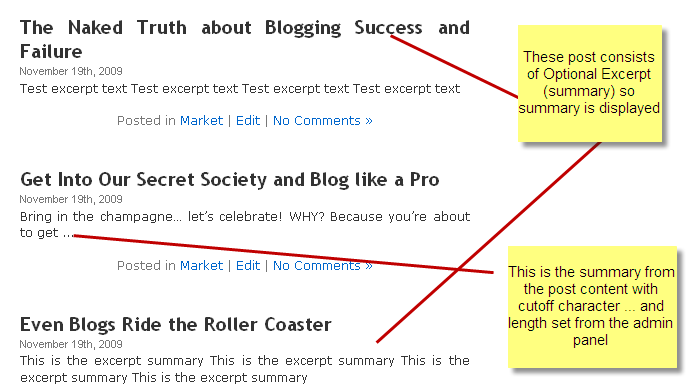 The Naked Truth about Blogging Success and
Failure
November 19th, 2009
Test excerpt text Test excerpt text Test excerpt text Test excerpt text
Posted in Market | Edit | No Comments »
Get Into Our Secret Society and Blog like a Pro
November 19th, 2009
Bring in the champagne… let’s celebrate! WHY? Because you’re about
to get ...
Posted in Market | Edit | No Comments »
Even Blogs Ride the Roller Coaster
November 19th, 2009
This is the excerpt summary This is the excerpt summary This is the
excerpt summary This is the excerpt summary
These post consists
of Optional Excerpt
(summary) so
summary is displayed
This is the summary from
the post content with
cutoff character ... and
length set from the admin
panel